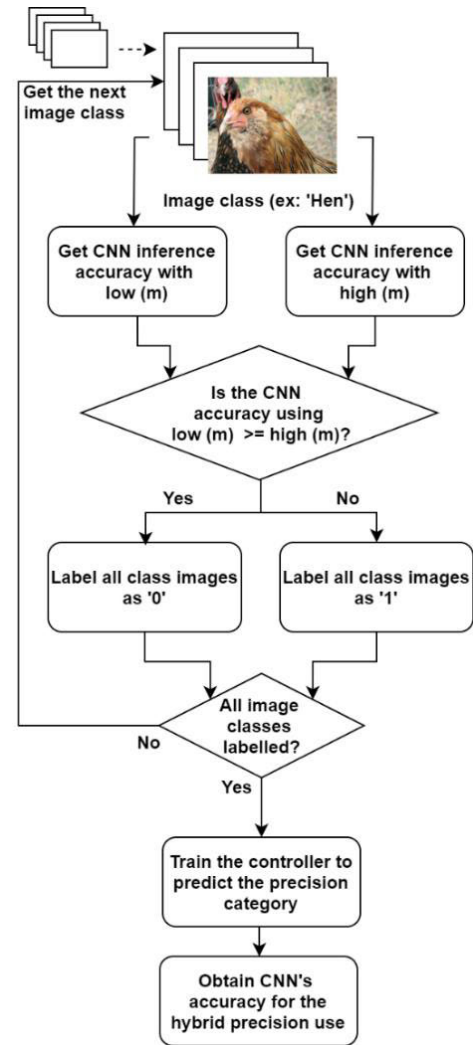 Get the next
image class
Image class (ex: 'Hen')
Get CNN inference
accuracy with
low (m)
Get CNN inference
accuracy with
high (m)
Is the CNN
accuracy using
low (m) >= high (m)?
Yes
No
Label all class images
as '0'
Label all class images
as '1'
All image
classes
labelled?
No
Yes
Train the controller to
predict the precision
category
Obtain CNN's
accuracy for the
hybrid precision use